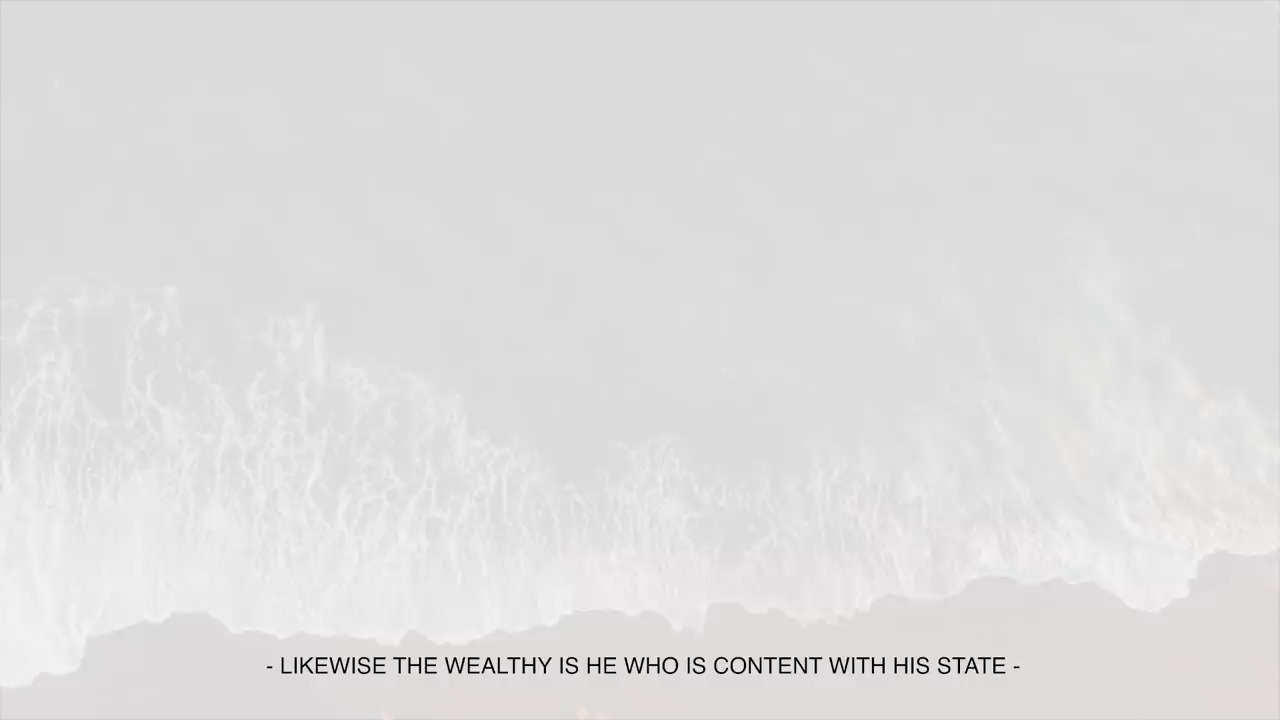 - LIKEWISE THE WEALTHY IS HE WHO IS CONTENT WITH HIS STATE -